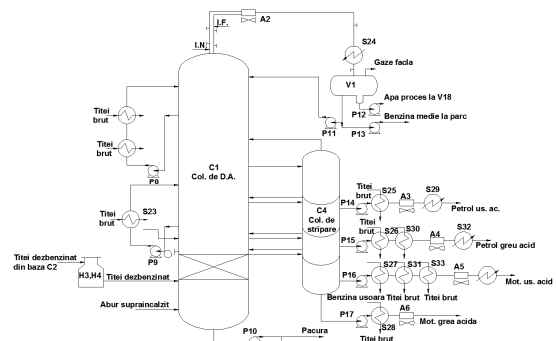 I.F.
I.N.
A2
S24
Gaze facla
V1
Apa proces la V18
P12
Benzina medie la parc
P11
P13
Titei
brut
Titei
brut
P8
C1
Col. de D.A.
C4
Col. de
stripare
Titei
brut
S25
A3
S29
P14
Petrol us. ac.
Titei
brut
S23
P9
Titei
brut
S26
S30
A4
S32
P15
Petrol greu acid
Titei dezbenzinat
din baza C2
H3,H4
Titei dezbenzinat
S27
S31
S33
A5
P16
Mot. us. acid
Benzina usoara
Titei brut
Titei brut
Abur supraincalzit
P17
A6
Mot. grea acida
S28
Titei brut
P10
Pacura